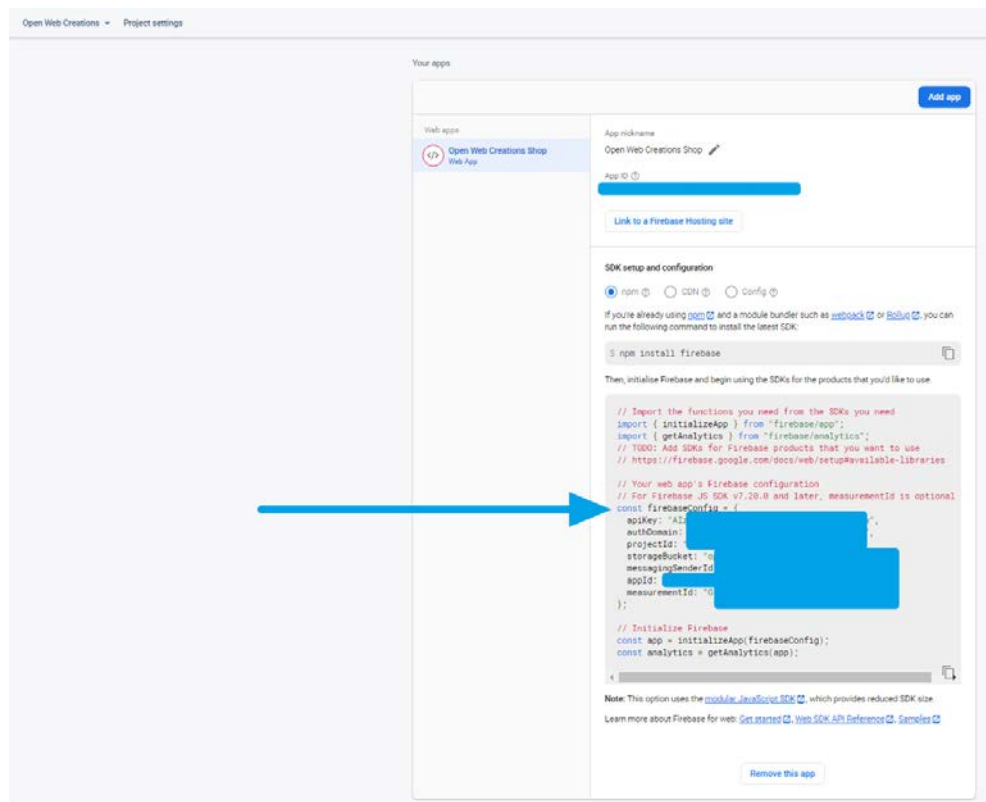 Open Web Creations Project settings
Your apps
Add app
Web apps
Open Web Creations Shop
Web App
App nickname
Open Web Creations Shop
App ID
Link to a Firebase Hosting site
SDK setup and configuration
npm CDN Config
If you're already using npm and a module bundler such as webpack or Rollup, you can
run the following command to install the latest SDK:
$ npm install firebase
Then, initialise Firebase and begin using the SDKs for the products that you'd like to use.
// Import the functions you need from the SDKs you need
import { initializeApp } from "firebase/app";
import { getAnalytics } from "firebase/analytics";
// TODO: Add SDKs for Firebase products that you want to use
// https://firebase.google.com/docs/web/setup#available-libraries
// Your web app's Firebase configuration
// For Firebase JS SDK v7.20.0 and later, measurementId is optional
const firebaseConfig = {
apiKey: "AIz
authDomain:
projectId: "
storageBucket: "o
messagingSenderId
appId:
measurementId: "G
};
// Initialize Firebase
const app = initializeApp(firebaseConfig);
const analytics = getAnalytics(app);
Note: This option uses the modular JavaScript SDK, which provides reduced SDK size.
Learn more about Firebase for web: Get started, Web SDK API Reference, Samples
Remove this app